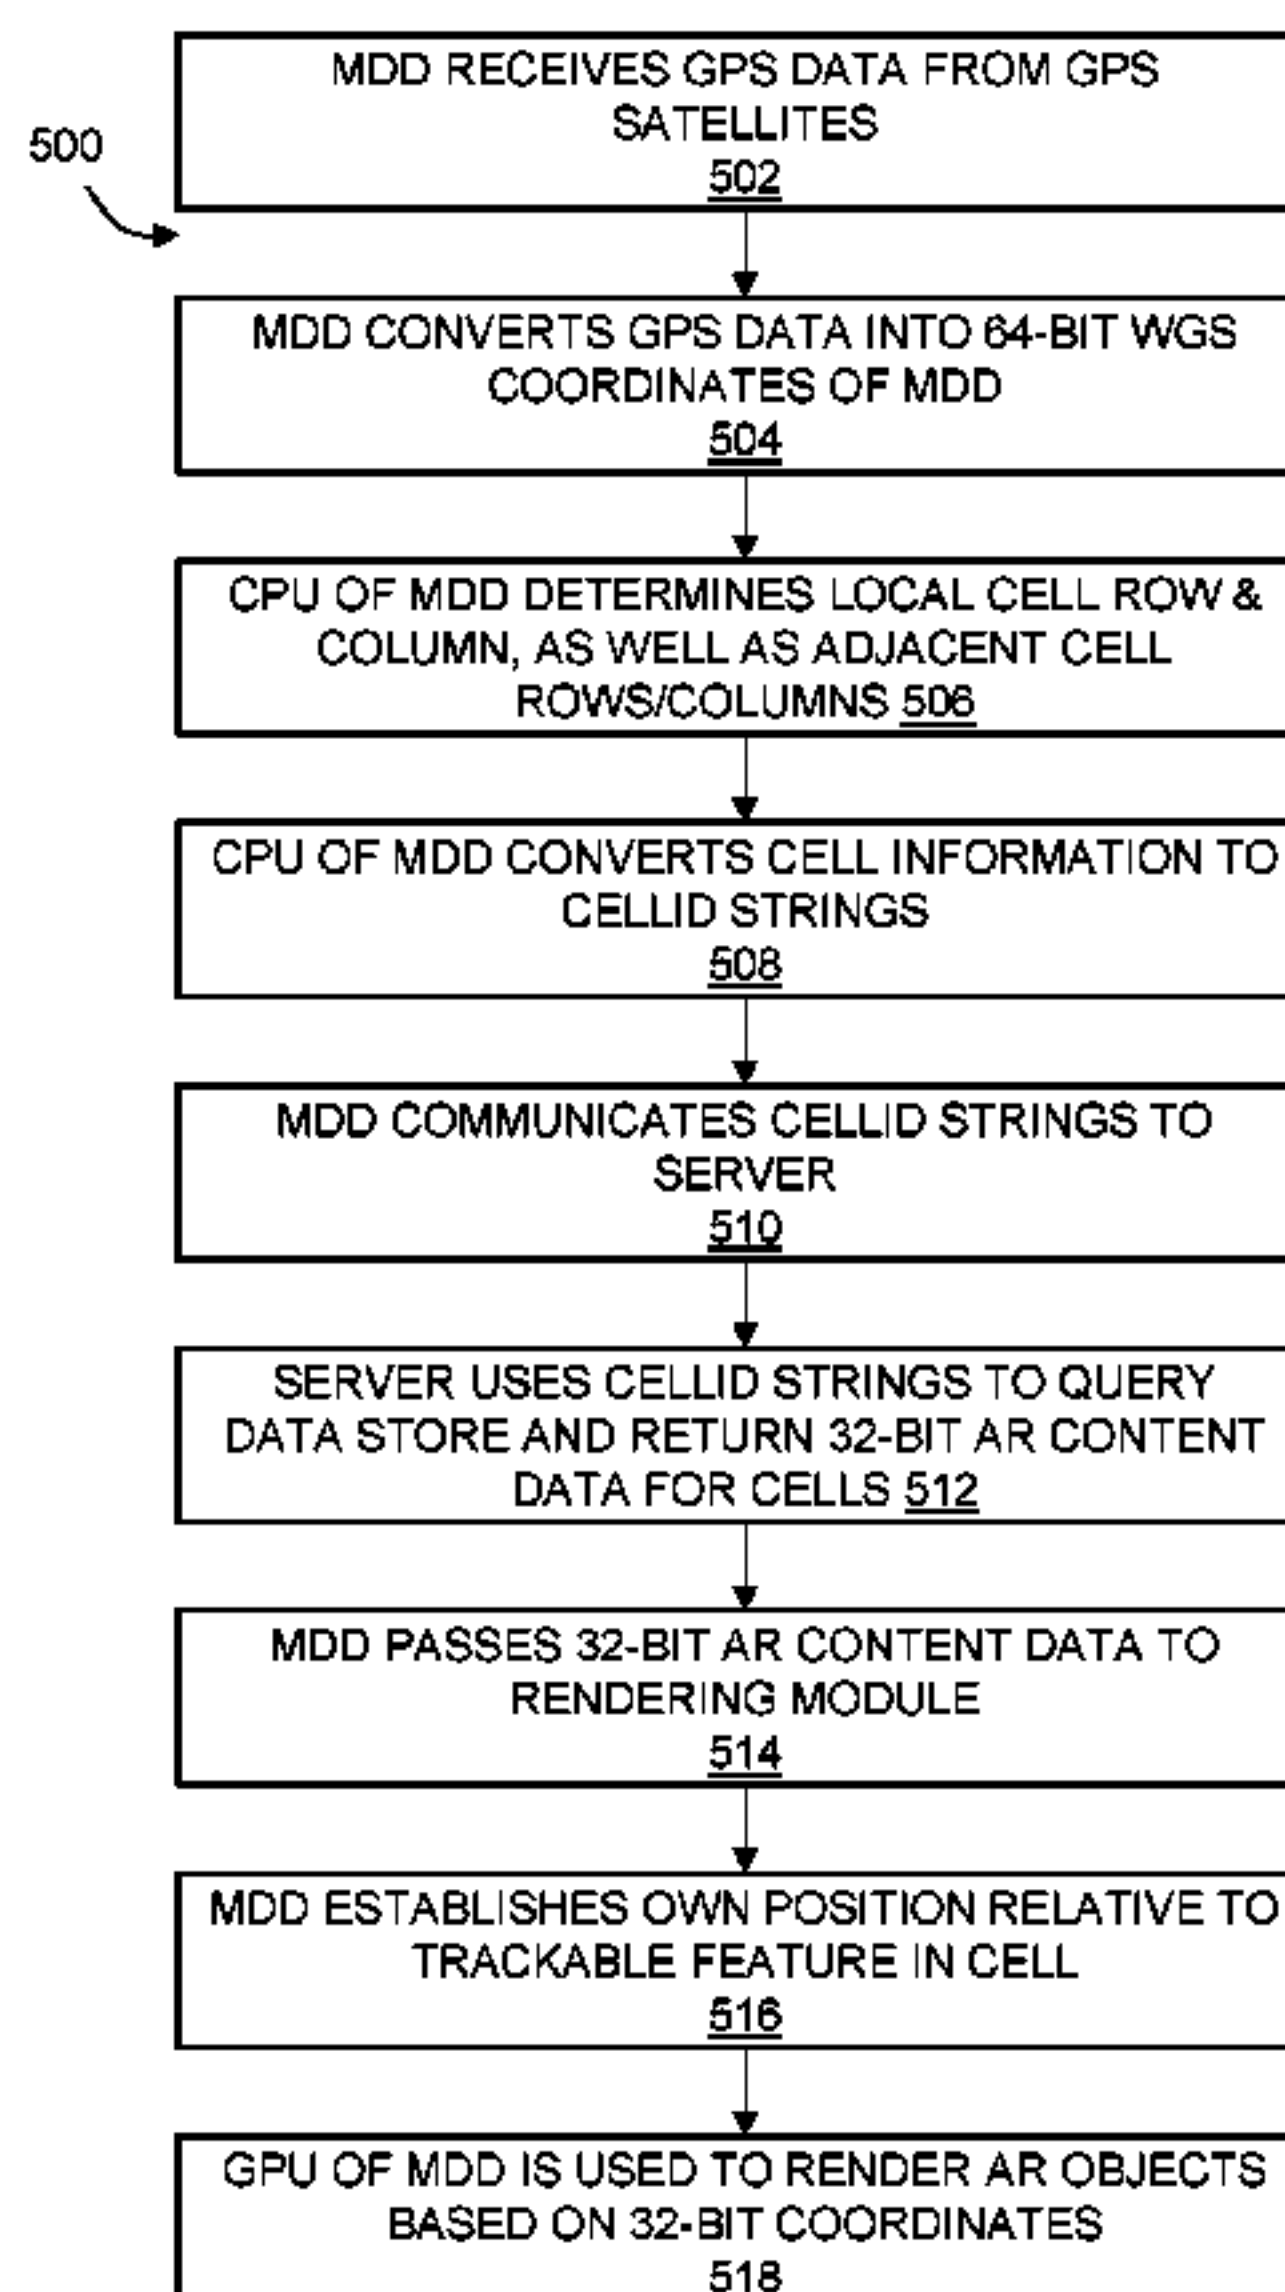 MDD RECEIVES GPS DATA FROM GPS
SATELLITES
502
500
MDD CONVERTS GPS DATA INTO 64-BIT WGS
COORDINATES OF MDD
504
CPU OF MDD DETERMINES LOCAL CELL ROW &
COLUMN, AS WELL AS ADJACENT CELL
ROWS/COLUMNS 506
CPU OF MDD CONVERTS CELL INFORMATION TO
CELLID STRINGS
508
MDD COMMUNICATES CELLID STRINGS TO
SERVER
510
SERVER USES CELLID STRINGS TO QUERY
DATA STORE AND RETURN 32-BIT AR CONTENT
DATA FOR CELLS 512
MDD PASSES 32-BIT AR CONTENT DATA TO
RENDERING MODULE
514
MDD ESTABLISHES OWN POSITION RELATIVE TO
TRACKABLE FEATURE IN CELL
516
GPU OF MDD IS USED TO RENDER AR OBJECTS
BASED ON 32-BIT COORDINATES
518